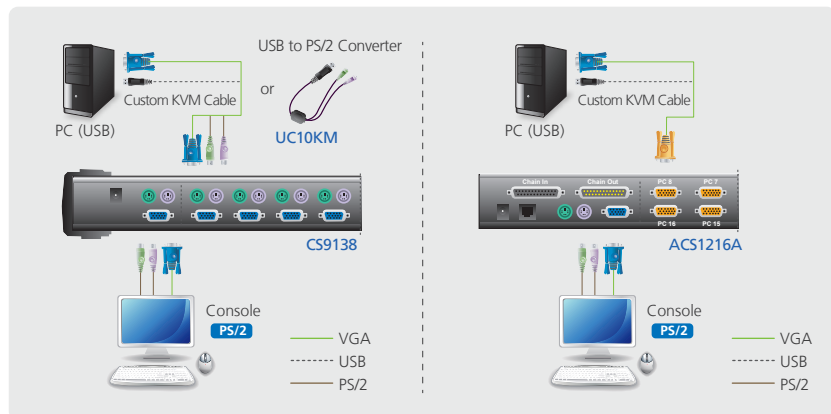 USB to PS/2 Converter
or
Custom KVM Cable
PC (USB)
UC10KM
CS9138
Console
PS/2
VGA
USB
PS/2
Custom KVM Cable
PC (USB)
Chain In
Chain Out
PC 8
PC 7
PC 16
PC 15
ACS1216A
Console
PS/2
VGA
USB
PS/2